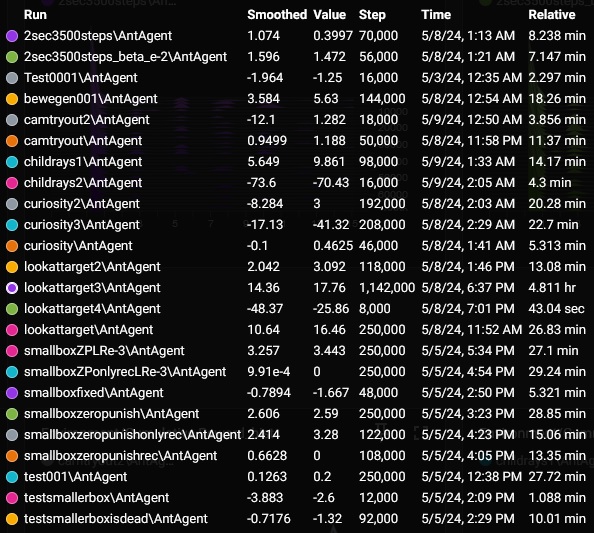 Run Smoothed Value Step Time Relative
2sec3500steps\AntAgent 1.074 0.3997 70,000 5/8/24, 1:13 AM 8.238 min
2sec3500steps_beta_e-2\AntAgent 1.596 1.472 56,000 5/8/24, 1:21 AM 7.147 min
Test0001\AntAgent -1.964 -1.25 16,000 5/3/24, 12:35 AM 2.297 min
bewegen001\AntAgent 3.584 5.63 144,000 5/8/24, 12:54 AM 18.26 min
camtryout2\AntAgent -12.1 1.282 18,000 5/9/24, 12:50 AM 3.856 min
camtryout\AntAgent 0.9499 1.188 50,000 5/8/24, 11:58 PM 11.37 min
childrays1\AntAgent 5.649 9.861 98,000 5/9/24, 1:33 AM 14.17 min
childrays2\AntAgent -73.6 -70.43 16,000 5/9/24, 2:05 AM 4.3 min
curiosity2\AntAgent -8.284 3 192,000 5/8/24, 2:03 AM 20.28 min
curiosity3\AntAgent -17.13 -41.32 208,000 5/8/24, 2:29 AM 22.7 min
curiosity\AntAgent -0.1 0.4625 46,000 5/8/24, 1:41 AM 5.313 min
lookattarget2\AntAgent 2.042 3.092 118,000 5/8/24, 1:46 PM 13.08 min
lookattarget3\AntAgent 14.36 17.76 1,142,000 5/8/24, 6:37 PM 4.811 hr
lookattarget4\AntAgent -48.37 -25.86 8,000 5/8/24, 7:01 PM 43.04 sec
lookattarget\AntAgent 10.64 16.46 250,000 5/8/24, 11:52 AM 26.83 min
smallboxZPLRe-3\AntAgent 3.257 3.443 250,000 5/5/24, 5:34 PM 27.1 min
smallboxZPonlyrecLRe-3\AntAgent 9.91e-4 0 250,000 5/5/24, 4:54 PM 29.24 min
smallboxfixed\AntAgent -0.7894 -1.667 48,000 5/5/24, 2:50 PM 5.321 min
smallboxzeropunish\AntAgent 2.606 2.59 250,000 5/5/24, 3:23 PM 28.85 min
smallboxzeropunishonlyrec\AntAgent 2.414 3.28 122,000 5/5/24, 4:23 PM 15.06 min
smallboxzeropunishrec\AntAgent 0.6628 0 108,000 5/5/24, 4:05 PM 13.35 min
test001\AntAgent 0.1263 0.2 250,000 5/5/24, 12:38 PM 27.72 min
testsmallerbox\AntAgent -3.883 -2.6 12,000 5/5/24, 2:09 PM 1.088 min
testsmallerboxisdead\AntAgent -0.7176 -1.32 92,000 5/5/24, 2:29 PM 10.01 min